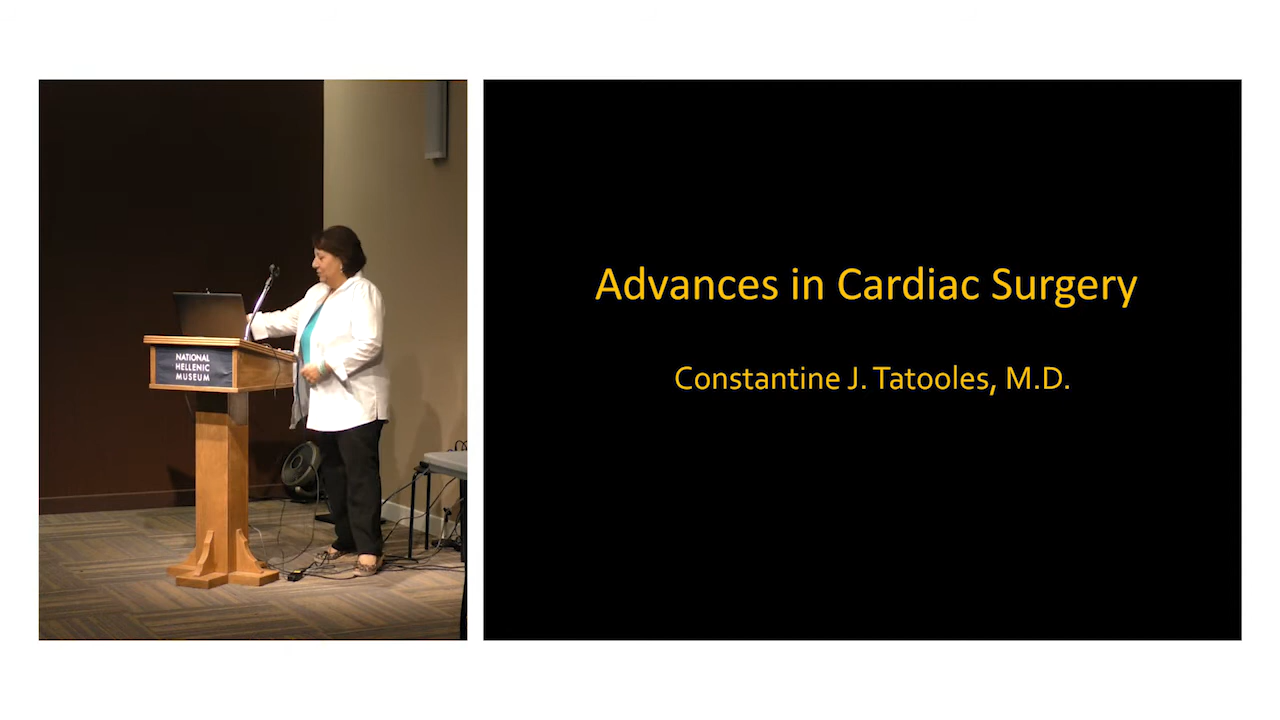 NATIONAL
HELLENIC
MUSEUM
Advances in Cardiac Surgery
Constantine J. Tatooles, M.D.